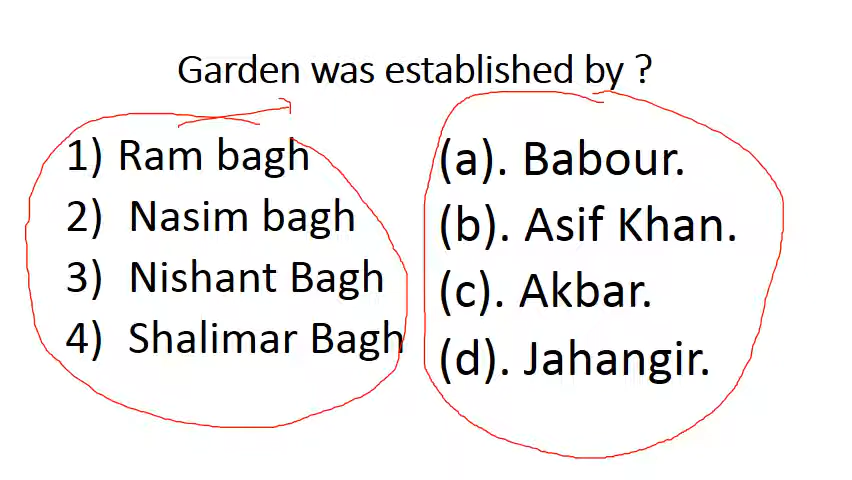 Garden was established by ?
1) Ram bagh
2) Nasim bagh
3) Nishant Bagh
4) Shalimar Bagh
(a). Babour.
(b). Asif Khan.
(c). Akbar.
(d). Jahangir.